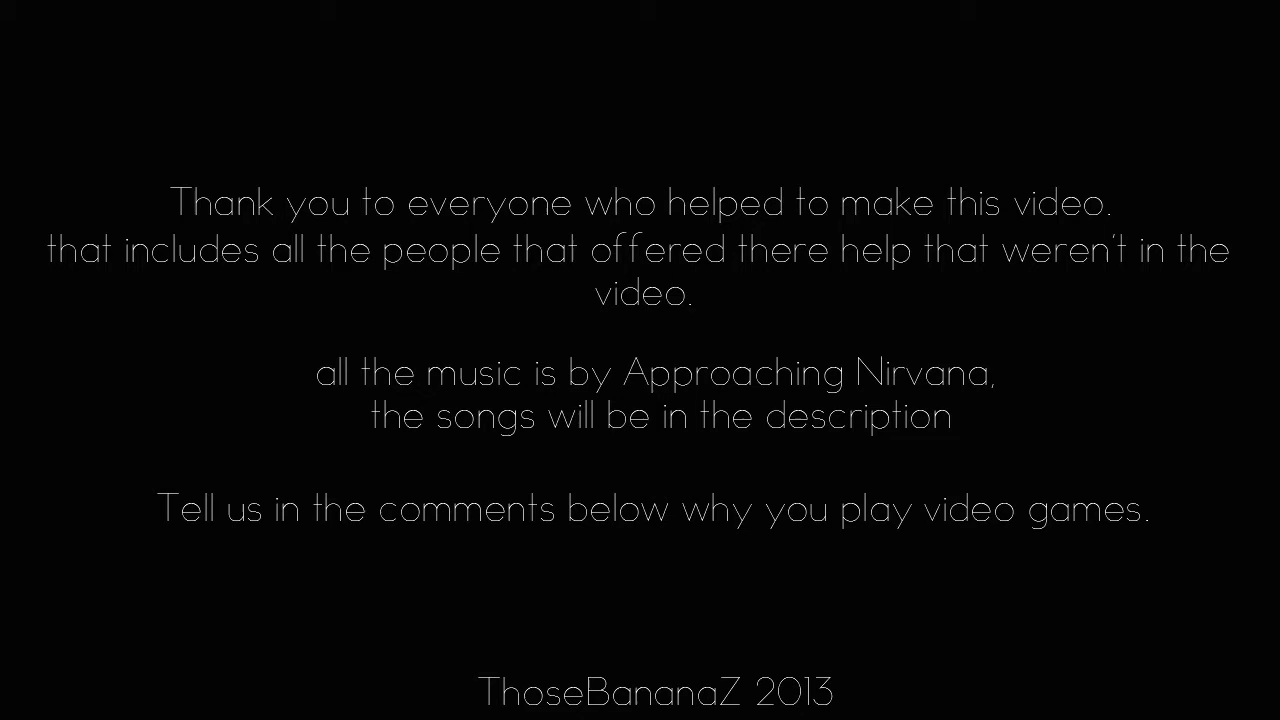 Thank you to everyone who helped to make this video.
that includes all the people that offered there help that weren't in the
video.
all the music is by Approaching Nirvana,
the songs will be in the description
Tell us in the comments below why you play video games.
ThoseBananaZ 2013